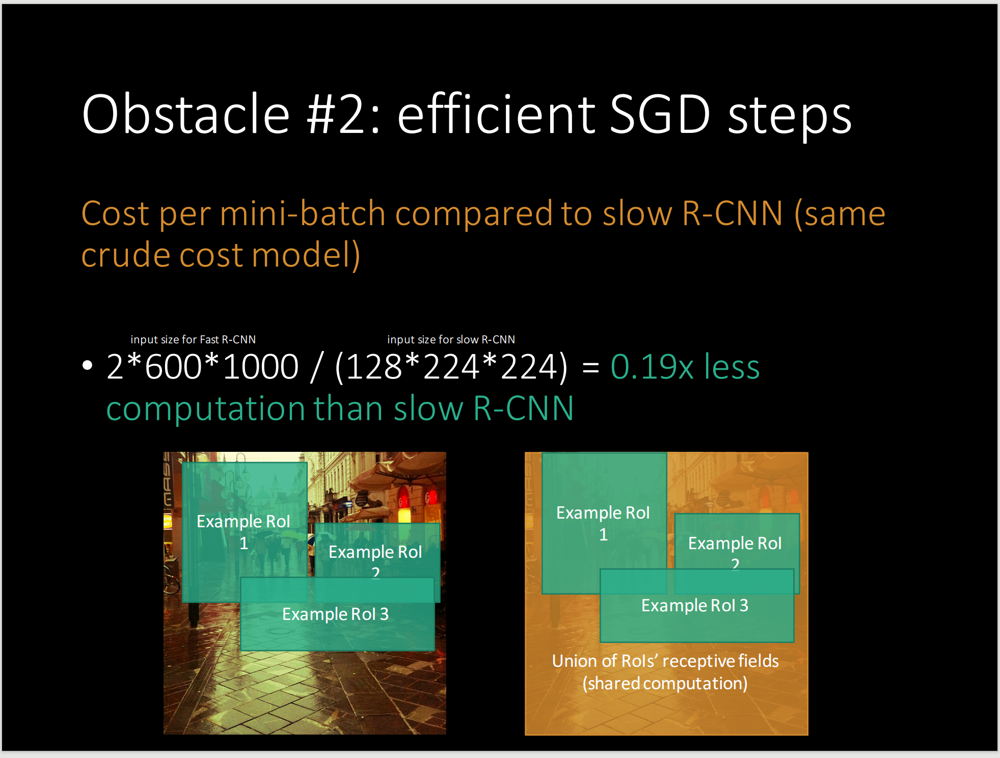 Obstacle #2: efficient SGD steps
Cost per mini-batch compared to slow R-CNN (same
crude cost model)
input size for Fast R-CNN
input size for slow R-CNN
• 2*600*1000 / (128*224*224) = 0.19x less
computation than slow R-CNN
Example RoI
1
Example RoI
2
Example RoI 3
Example RoI
1
Example RoI
2
Example RoI 3
Union of RoIs’ receptive fields
(shared computation)